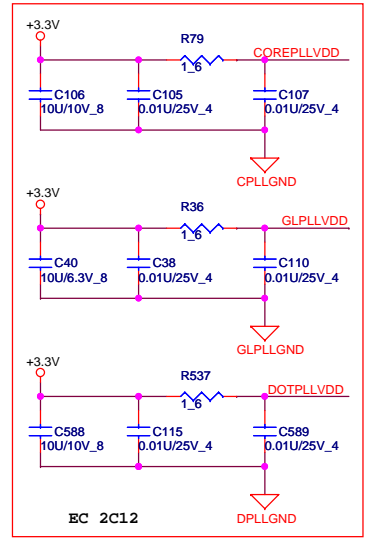 +3.3V
R79
COREPLLVDD
1_6
C106
C105
C107
10U/10V_8
0.01U/25V_4
0.01U/25V_4
CPLLGND
+3.3V
R36
GLPLLVDD
1_6
C40
C38
C110
10U/6.3V_8
0.01U/25V_4
0.01U/25V_4
GLPLLGND
+3.3V
R537
DOTPLLVDD
1_6
C588
C115
C589
10U/10V_8
0.01U/25V_4
0.01U/25V_4
EC 2C12
DPLLGND